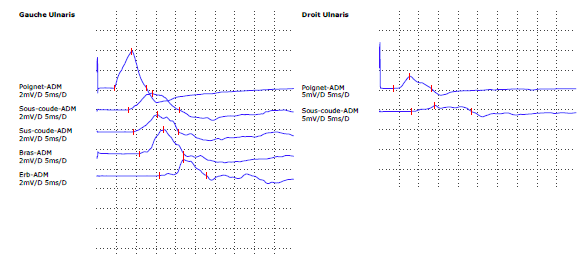 Gauche Ulnaris
Poignet-ADM
2mV/D 5ms/D
Sous-coude-ADM
2mV/D 5ms/D
Sus-coude-ADM
2mV/D 5ms/D
Bras-ADM
2mV/D 5ms/D
Erb-ADM
2mV/D 5ms/D
Droit Ulnaris
Poignet-ADM
5mV/D 5ms/D
Sous-coude-ADM
5mV/D 5ms/D